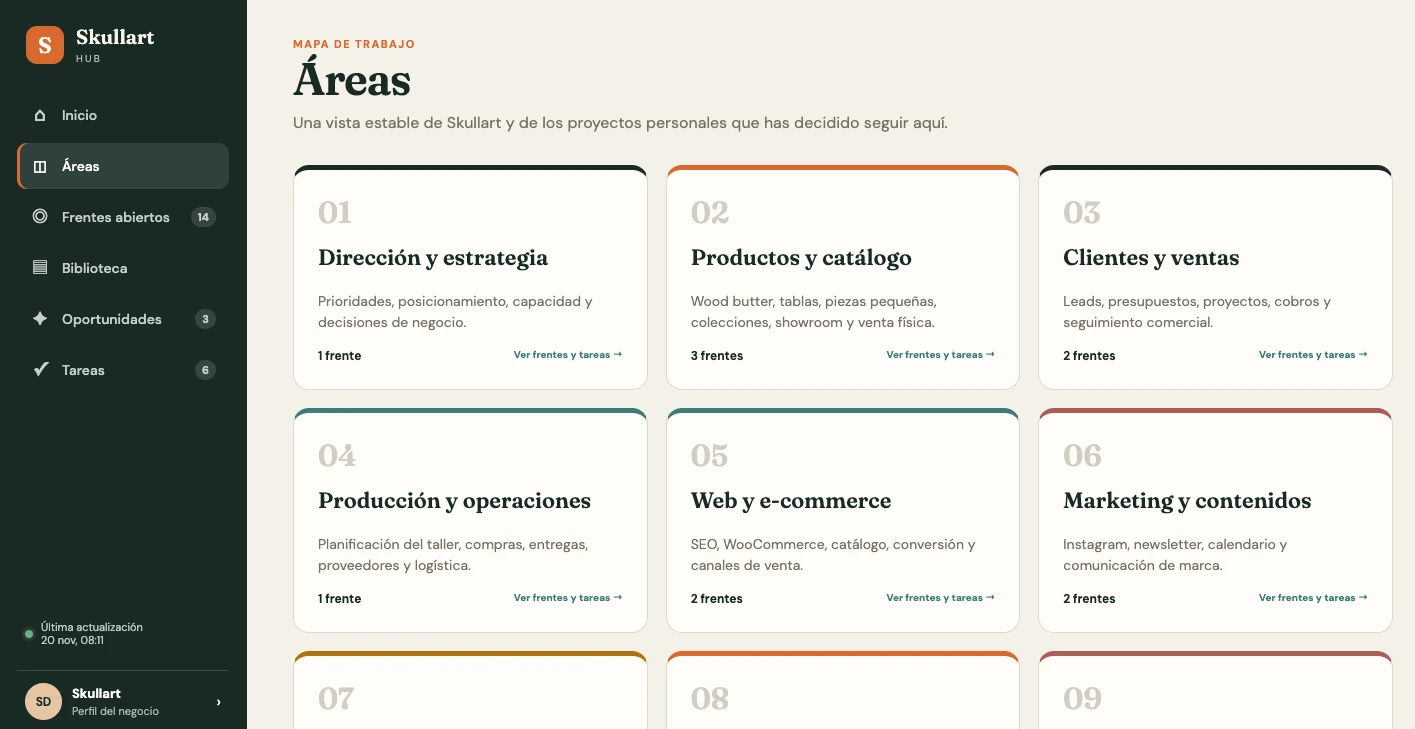 S
Skullart
HUB
Inicio
Áreas
Frentes abiertos 14
Biblioteca
Oportunidades 3
Tareas 6
Última actualización
20 nov, 08:11
SD
Skullart
Perfil del negocio
›
MAPA DE TRABAJO
Áreas
Una vista estable de Skullart y de los proyectos personales que has decidido seguir aquí.
01
Dirección y estrategia
Prioridades, posicionamiento, capacidad y
decisiones de negocio.
1 frente Ver frentes y tareas →
02
Productos y catálogo
Wood butter, tablas, piezas pequeñas,
colecciones, showroom y venta física.
3 frentes Ver frentes y tareas →
03
Clientes y ventas
Leads, presupuestos, proyectos, cobros y
seguimiento comercial.
2 frentes Ver frentes y tareas →
04
Producción y operaciones
Planificación del taller, compras, entregas,
proveedores y logística.
1 frente Ver frentes y tareas →
05
Web y e-commerce
SEO, WooCommerce, catálogo, conversión y
canales de venta.
2 frentes Ver frentes y tareas →
06
Marketing y contenidos
Instagram, newsletter, calendario y
comunicación de marca.
2 frentes Ver frentes y tareas →
07
08
09